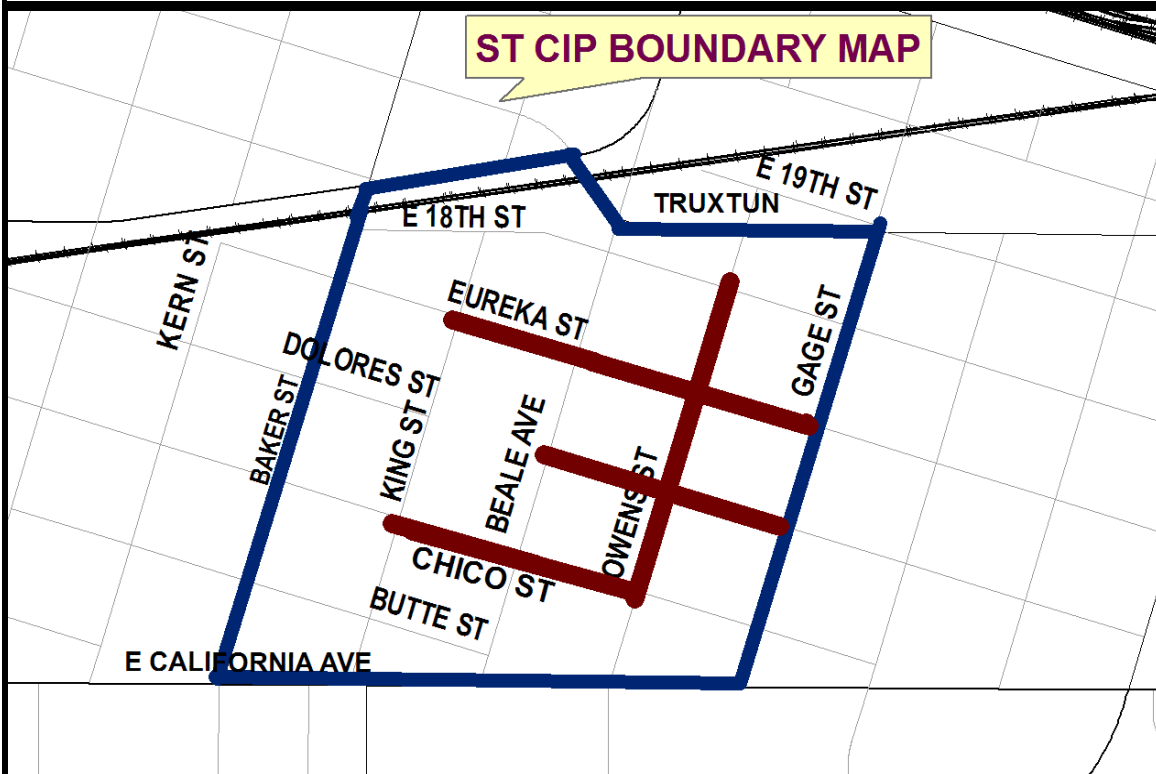 ST CIP BOUNDARY MAP
E 19TH ST
TRUXTUN
E 18TH ST
KERN ST
EUREKA ST
GAGE ST
DOLORES ST
BAKER ST
KING ST
BEALE AVE
OWENS ST
CHICO ST
BUTTE ST
E CALIFORNIA AVE